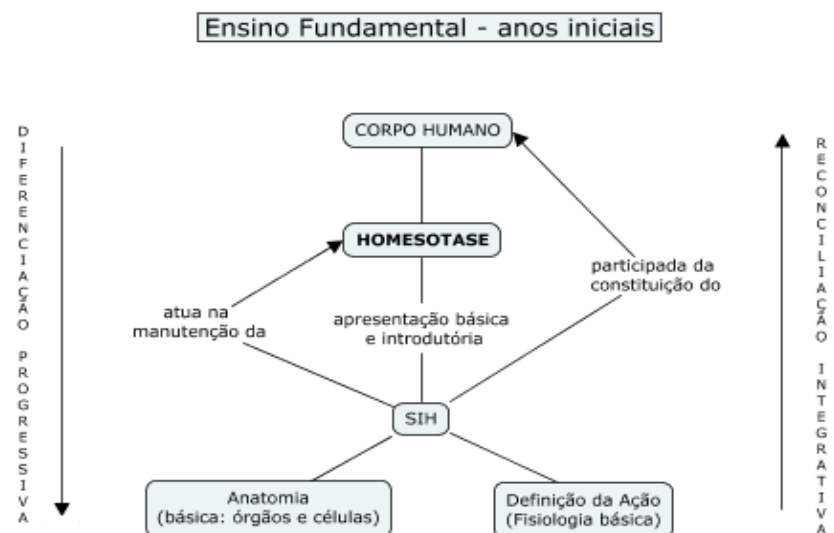 Ensino Fundamental - anos iniciais
CORPO HUMANO
HOMESOTASE
participada da
constituição do
atua na
manutenção da
apresentação básica
e introdutória
SIH
Anatomia
(básica: órgãos e células)
Definição da Ação
(Fisiologia básica)
DIFERENCIAÇÃO PROGRESSIVA
RECONCILIAÇÃO INTEGRATIVA